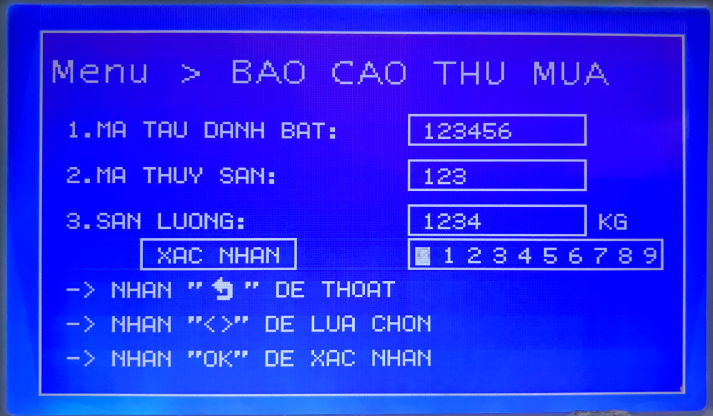 Menu > BAO CAO THU MUA
1.MA TAU DANH BAT: 123456
2.MA THUY SAN: 123
3.SAN LUONG: 1234 KG
XAC NHAN 1 2 3 4 5 6 7 8 9
-> NHAN "⮌" DE THOAT
-> NHAN "<>" DE LUA CHON
-> NHAN "OK" DE XAC NHAN